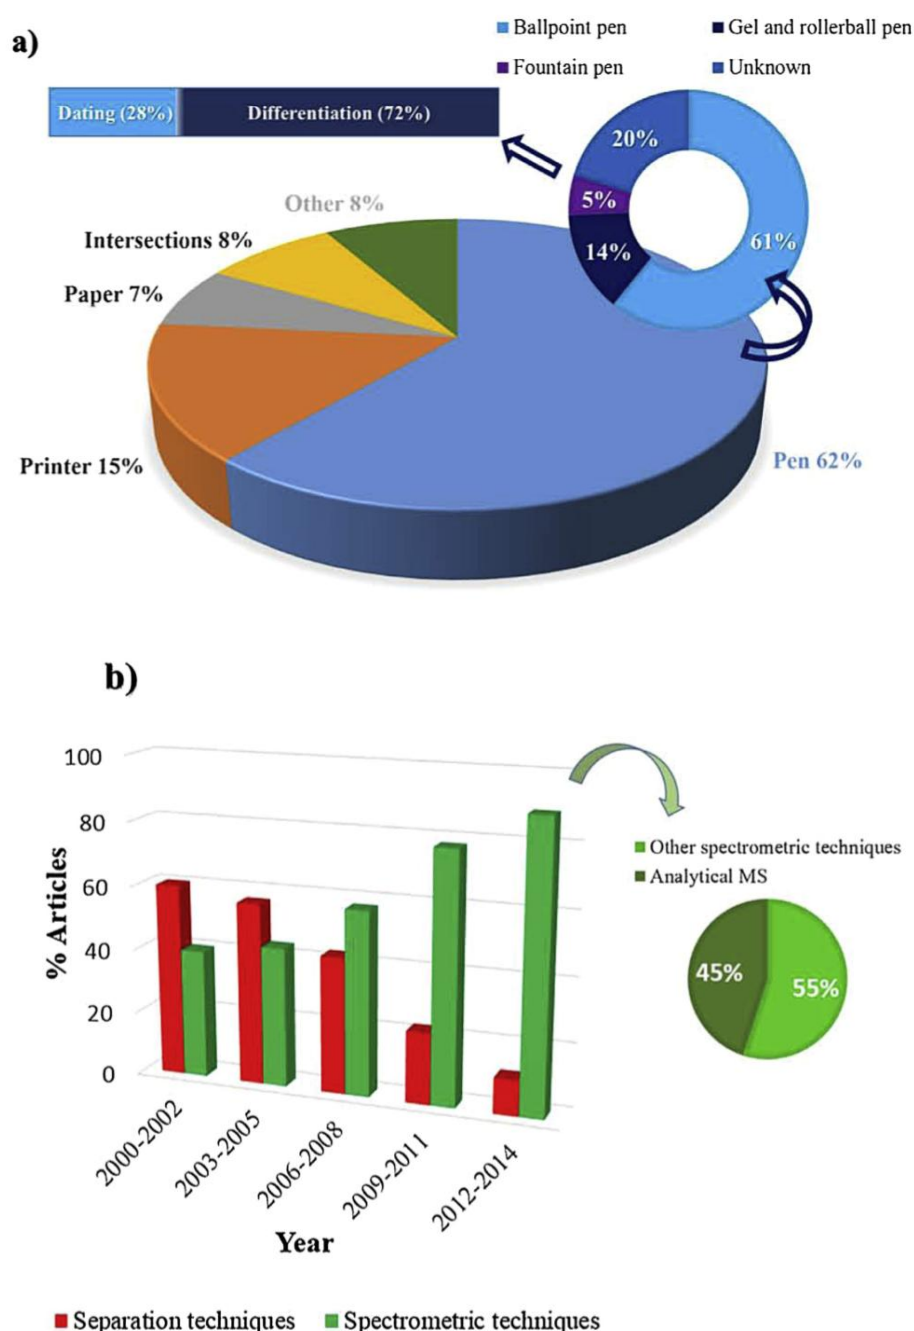 a)
Ballpoint pen
Gel and rollerball pen
Fountain pen
Unknown
Dating (28%)
Differentiation (72%)
20%
5%
14%
61%
Other 8%
Intersections 8%
Paper 7%
Printer 15%
Pen 62%
b)
100
80
60
40
20
0
% Articles
2000-2002
2003-2005
2006-2008
2009-2011
2012-2014
Year
Other spectrometric techniques
Analytical MS
45%
55%
Separation techniques
Spectrometric techniques